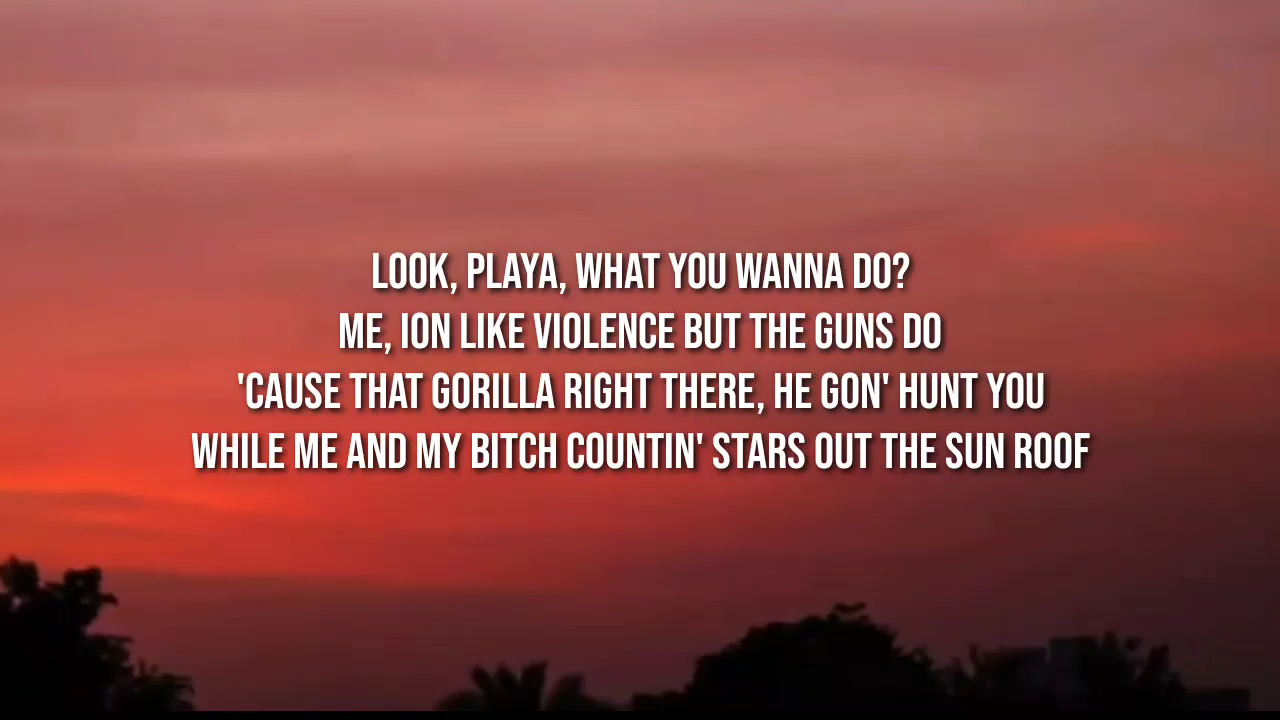 LOOK, PLAYA, WHAT YOU WANNA DO?
ME, ION LIKE VIOLENCE BUT THE GUNS DO
'CAUSE THAT GORILLA RIGHT THERE, HE GON' HUNT YOU
WHILE ME AND MY BITCH COUNTIN' STARS OUT THE SUN ROOF